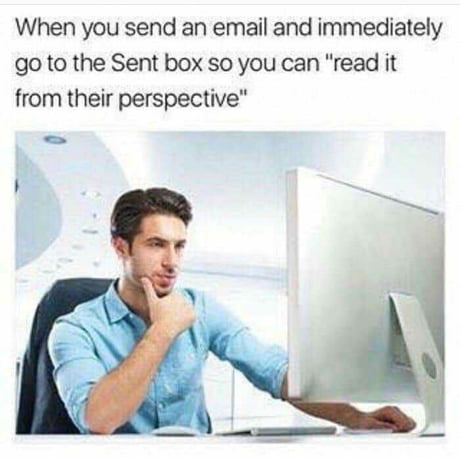 When you send an email and immediately
go to the Sent box so you can "read it
from their perspective"